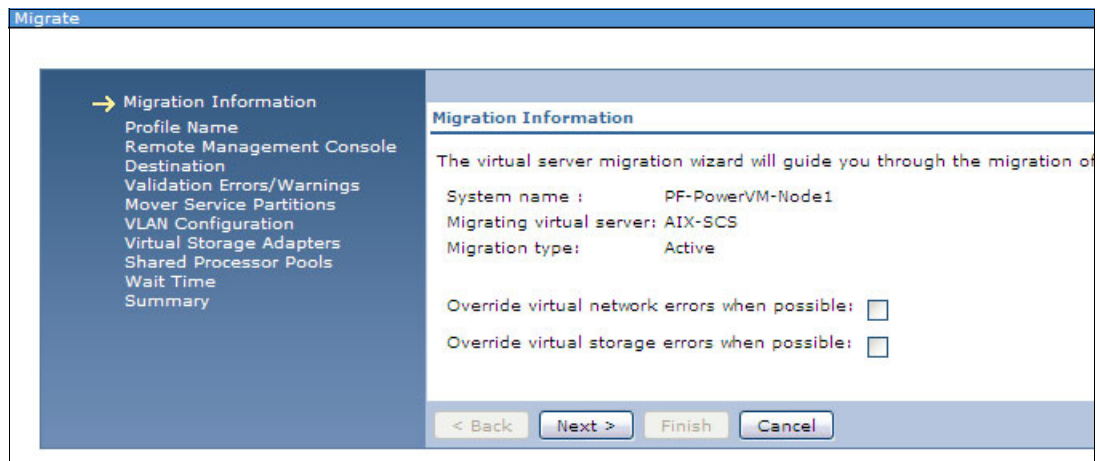 Migrate
Migration Information
Profile Name
Remote Management Console
Destination
Validation Errors/Warnings
Mover Service Partitions
VLAN Configuration
Virtual Storage Adapters
Shared Processor Pools
Wait Time
Summary
Migration Information
The virtual server migration wizard will guide you through the migration of
System name : PF-PowerVM-Node1
Migrating virtual server: AIX-SCS
Migration type: Active
Override virtual network errors when possible:
Override virtual storage errors when possible:
< Back Next > Finish Cancel